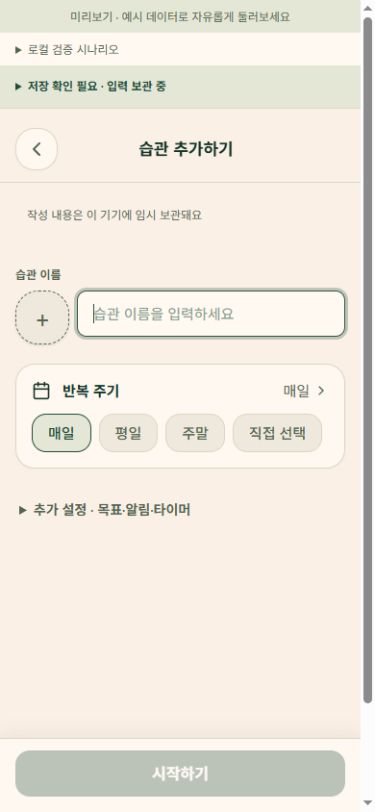 미리보기 · 예시 데이터로 자유롭게 둘러보세요
▶ 로컬 검증 시나리오
▶ 저장 확인 필요 · 입력 보관 중
습관 추가하기
작성 내용은 이 기기에 임시 보관돼요
습관 이름
+
습관 이름을 입력하세요
반복 주기
매일 >
매일 평일 주말 직접 선택
▶ 추가 설정 · 목표·알림·타이머
시작하기